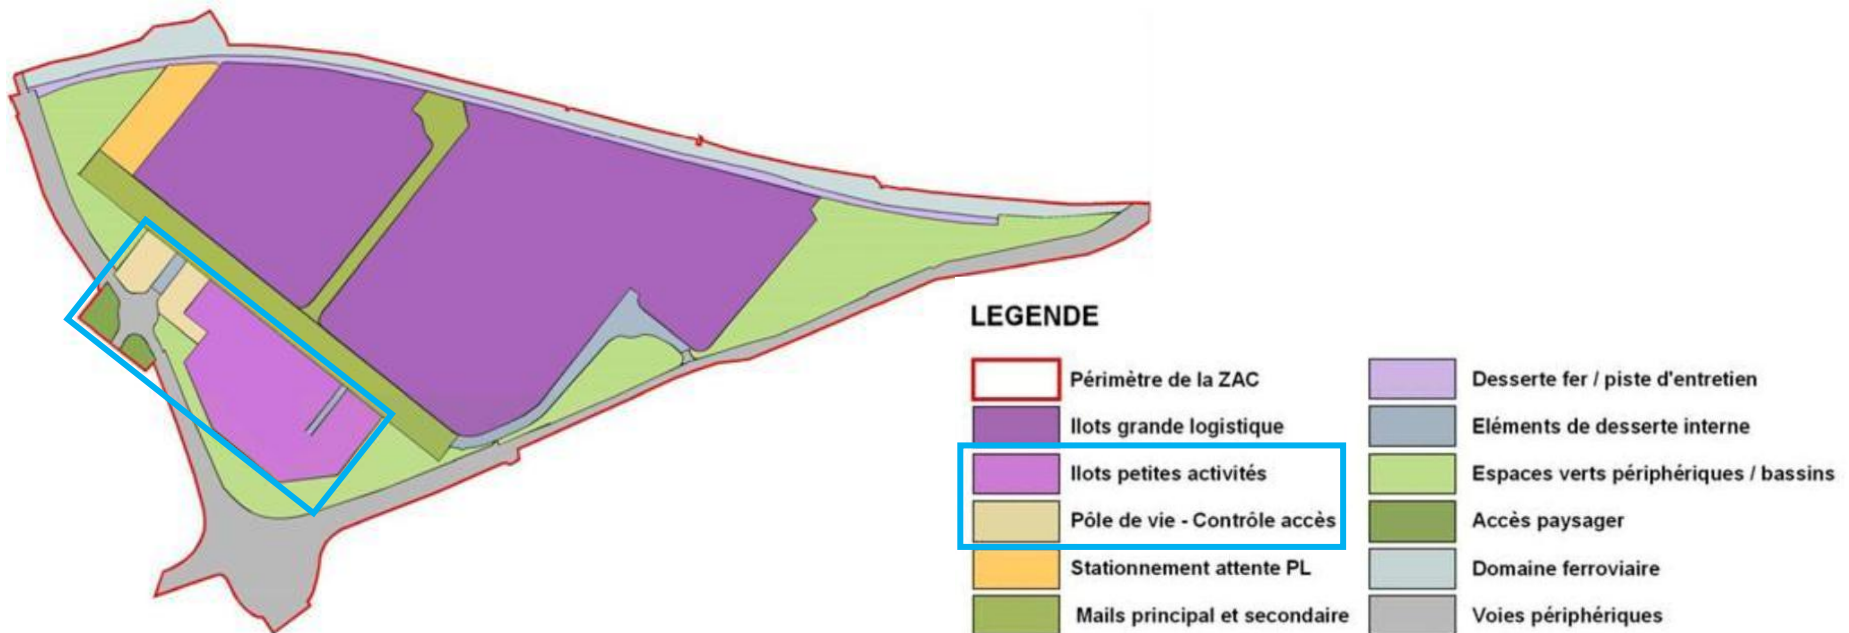 LEGENDE
Périmètre de la ZAC
Ilots grande logistique
Ilots petites activités
Pôle de vie - Contrôle accès
Stationnement attente PL
Mails principal et secondaire
Desserte fer / piste d'entretien
Eléments de desserte interne
Espaces verts périphériques / bassins
Accès paysager
Domaine ferroviaire
Voies périphériques